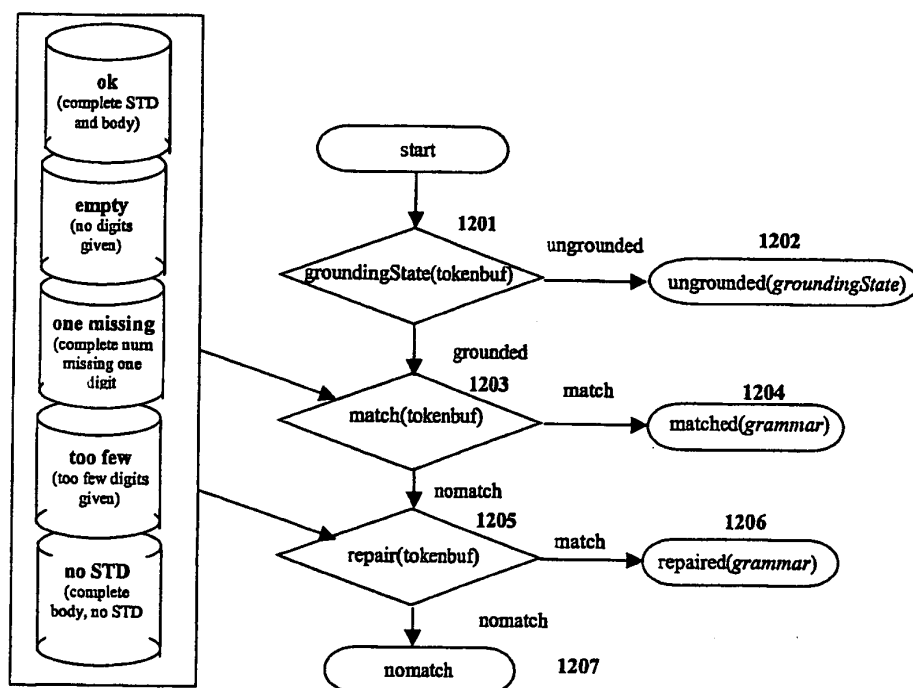 ok
(complete STD
and body)
empty
(no digits
given)
one missing
(complete num
missing one
digit
too few
(too few digits
given)
no STD
(complete
body, no STD
start
1201
groundingState(tokenbuf)
ungrounded
1202
ungrounded(groundingState)
grounded
1203
match(tokenbuf)
match
1204
matched(grammar)
nomatch
1205
repair(tokenbuf)
match
1206
repaired(grammar)
nomatch
nomatch
1207